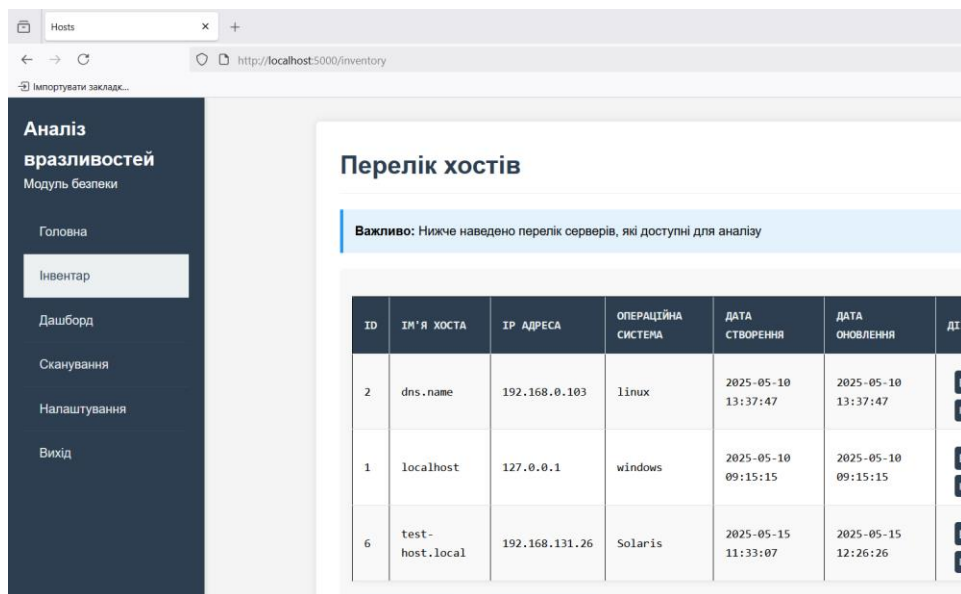 Hosts
http://localhost:5000/inventory
Імпортувати закладк...
Аналіз
вразливостей
Модуль безпеки
Головна
Інвентар
Дашборд
Сканування
Налаштування
Вихід
Перелік хостів
Важливо: Нижче наведено перелік серверів, які доступні для аналізу
ID ІМ'Я ХОСТА IP АДРЕСА ОПЕРАЦІЙНА СИСТЕМА ДАТА СТВОРЕННЯ ДАТА ОНОВЛЕННЯ
2 dns.name 192.168.0.103 linux 2025-05-10 13:37:47 2025-05-10 13:37:47
1 localhost 127.0.0.1 windows 2025-05-10 09:15:15 2025-05-10 09:15:15
6 test-host.local 192.168.131.26 Solaris 2025-05-15 11:33:07 2025-05-15 12:26:26